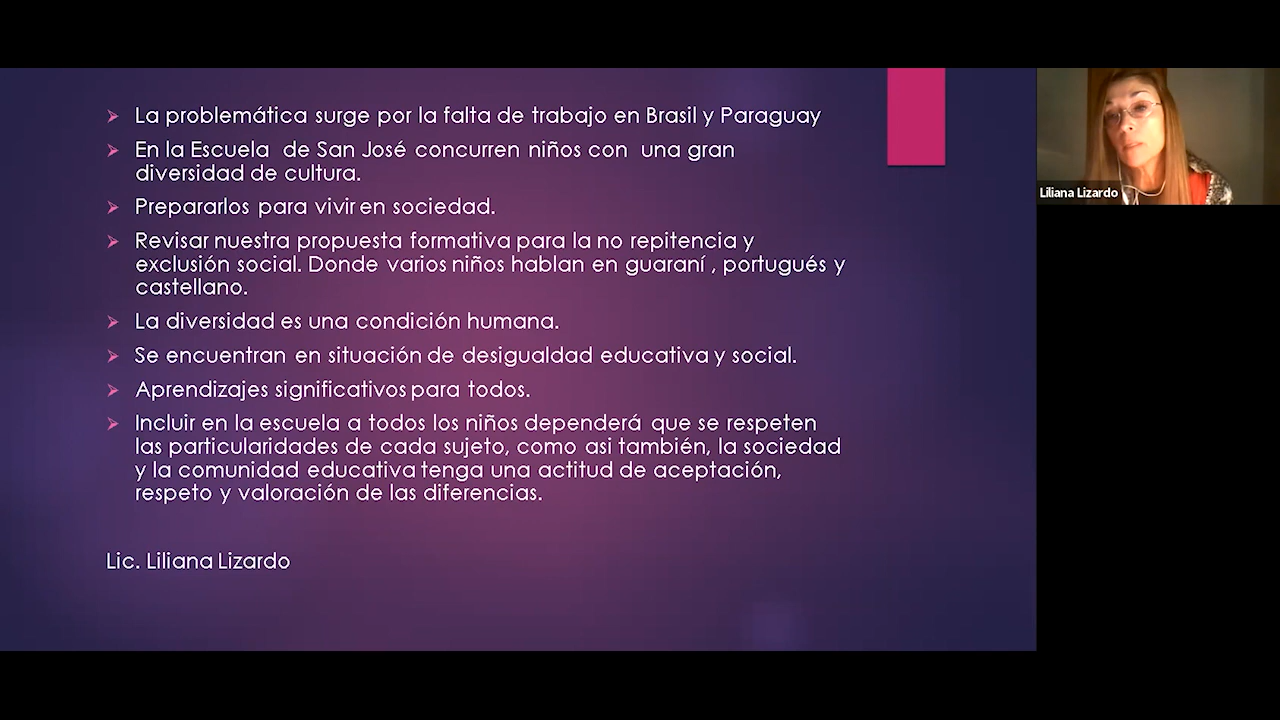 La problemática surge por la falta de trabajo en Brasil y Paraguay
En la Escuela de San José concurren niños con una gran
diversidad de cultura.
Prepararlos para vivir en sociedad.
Revisar nuestra propuesta formativa para la no repitencia y
exclusión social. Donde varios niños hablan en guaraní , portugués y
castellano.
La diversidad es una condición humana.
Se encuentran en situación de desigualdad educativa y social.
Aprendizajes significativos para todos.
Incluir en la escuela a todos los niños dependerá que se respeten
las particularidades de cada sujeto, como asi también, la sociedad
y la comunidad educativa tenga una actitud de aceptación,
respeto y valoración de las diferencias.
Lic. Liliana Lizardo
Liliana Lizardo